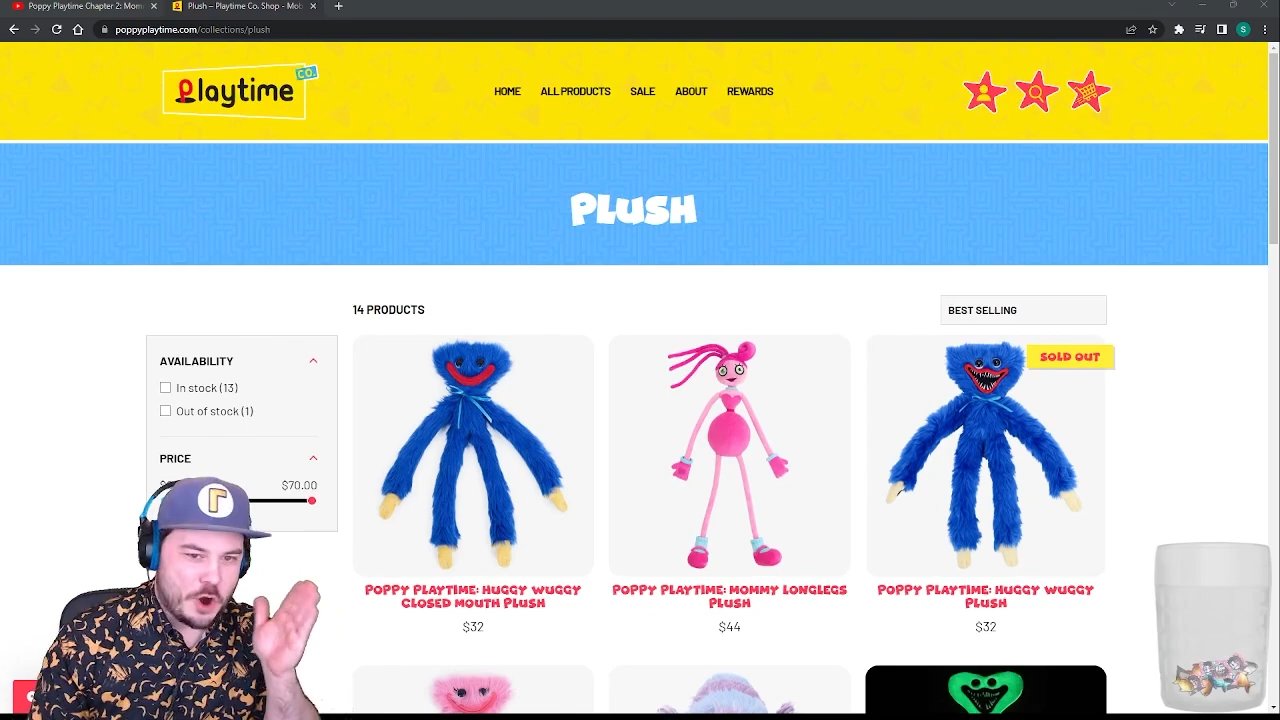 Poppy Playtime Chapter 2: Mom
Plush – Playtime Co. Shop - Mob
poppyplaytime.com/collections/plush
S
Playtime CO.
HOME ALL PRODUCTS SALE ABOUT REWARDS
PLUSH
14 PRODUCTS
BEST SELLING
AVAILABILITY
In stock (13)
Out of stock (1)
PRICE
$70.00
SOLD OUT
POPPY PLAYTIME: HUGGY WUGGY
CLOSED MOUTH PLUSH
$32
POPPY PLAYTIME: MOMMY LONGLEGS
PLUSH
$44
POPPY PLAYTIME: HUGGY WUGGY
PLUSH
$32